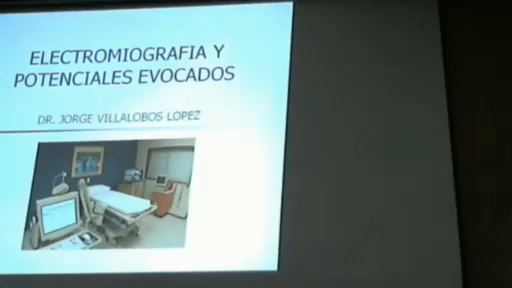 ELECTROMIOGRAFIA Y
POTENCIALES EVOCADOS
DR. JORGE VILLALOBOS LOPEZ